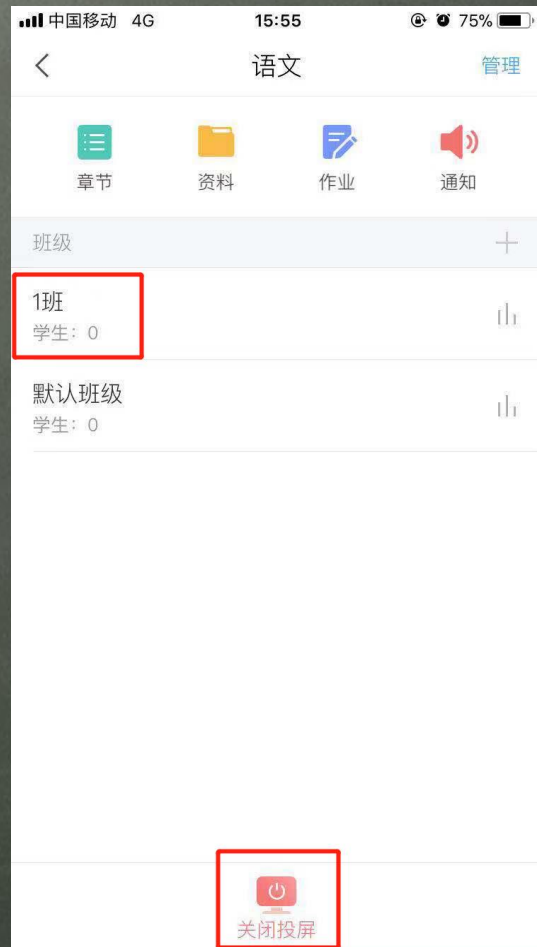 中国移动 4G 15:55 75%
语文 管理
章节 资料 作业 通知
班级
1班
学生：0
默认班级
学生：0
关闭投屏